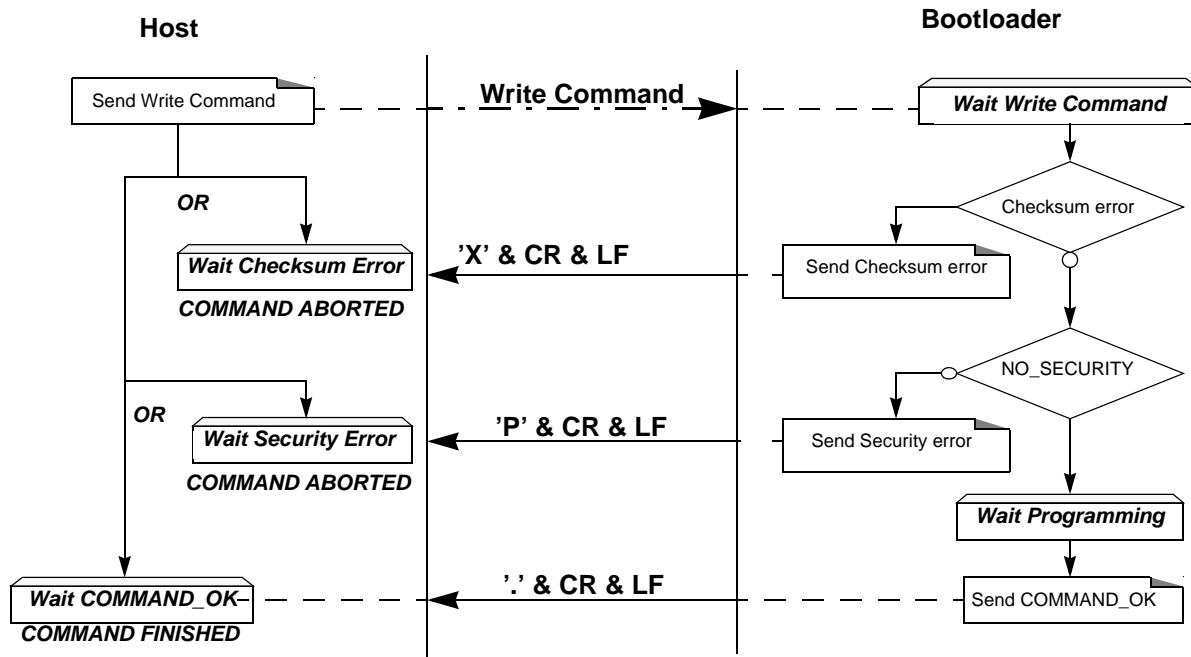 Host
Bootloader
Send Write Command
Write Command
Wait Write Command
OR
Checksum error
Wait Checksum Error
’X’ & CR & LF
Send Checksum error
COMMAND ABORTED
NO_SECURITY
OR
Wait Security Error
’P’ & CR & LF
Send Security error
COMMAND ABORTED
Wait Programming
Wait COMMAND_OK
’.’ & CR & LF
Send COMMAND_OK
COMMAND FINISHED